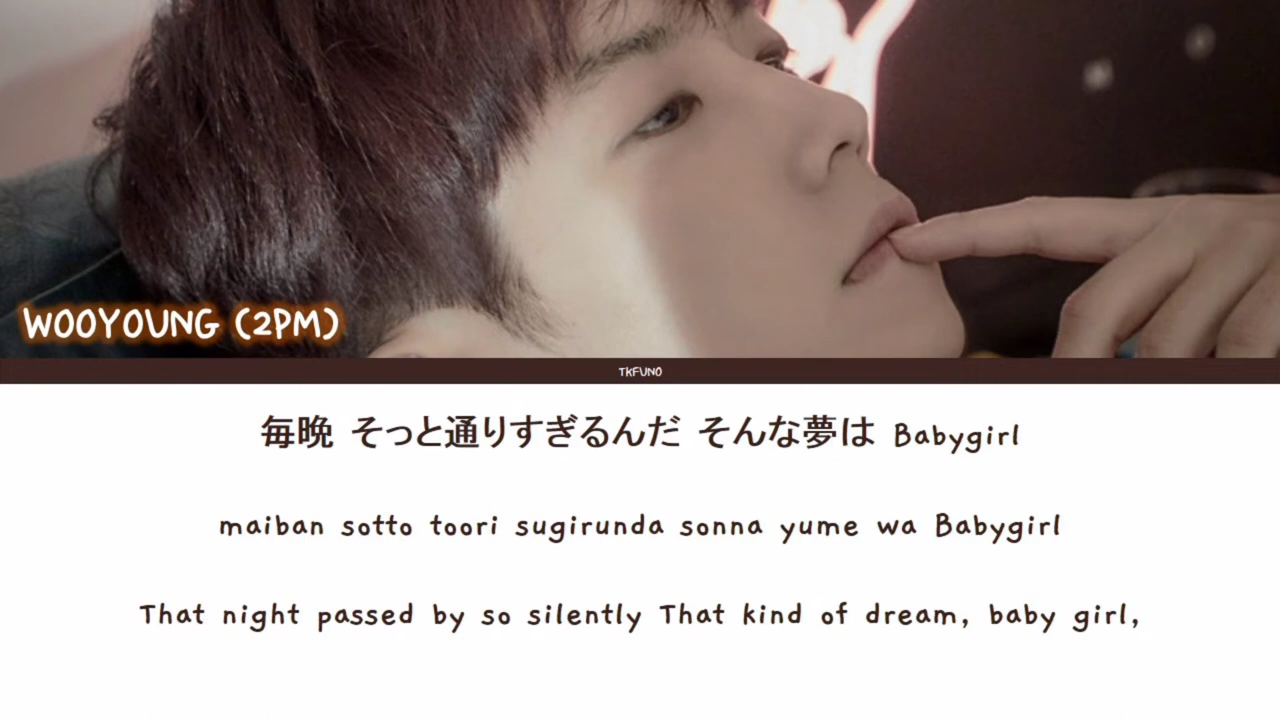 WOOYOUNG (2PM)
TKFUNO
毎晩 そっと通りすぎるんだ そんな夢は Babygirl
maiban sotto toori sugirunda sonna yume wa Babygirl
That night passed by so silently That kind of dream, baby girl,